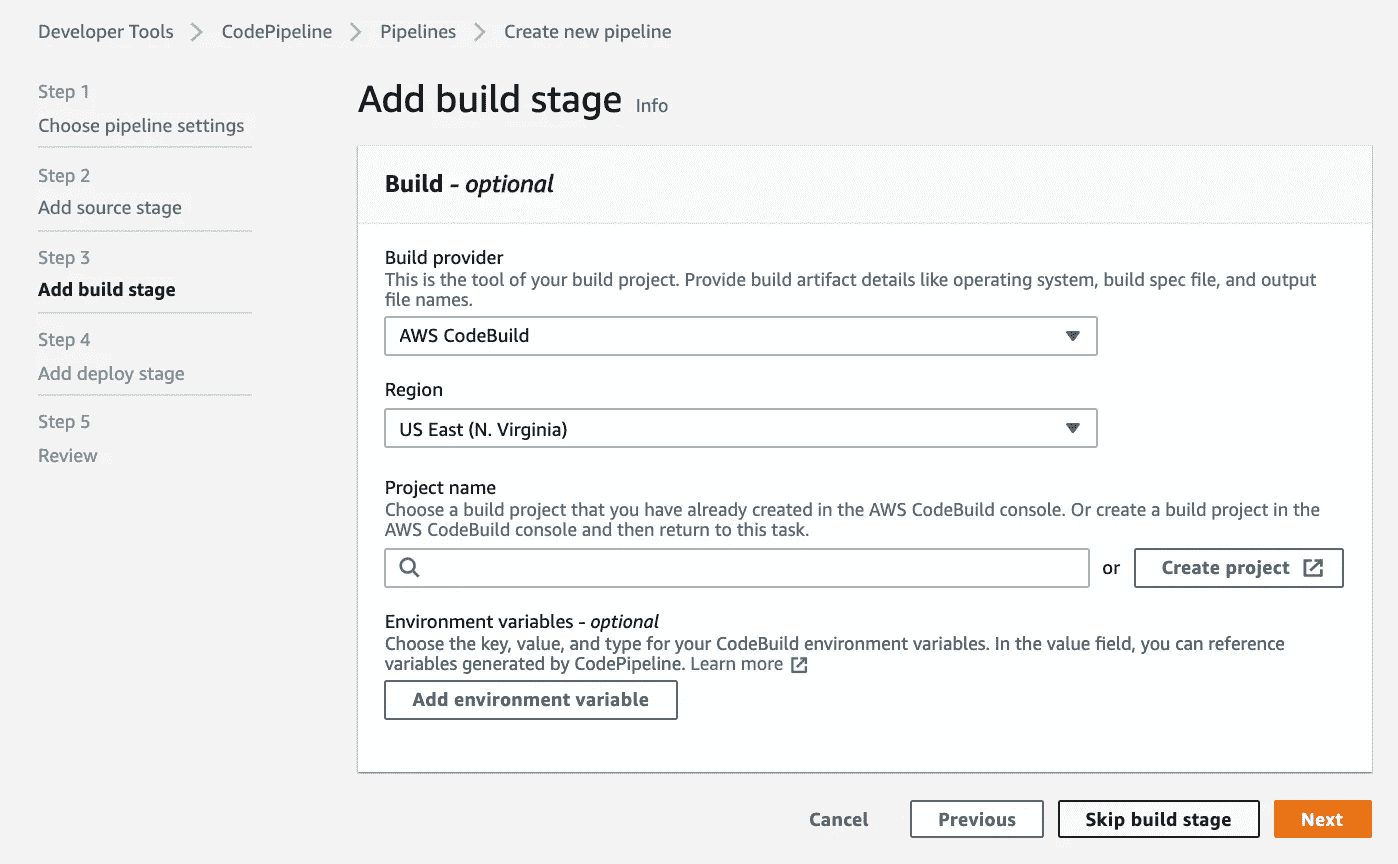 Developer Tools > CodePipeline > Pipelines > Create new pipeline
Step 1
Choose pipeline settings
Step 2
Add source stage
Step 3
Add build stage
Step 4
Add deploy stage
Step 5
Review
Add build stage Info
Build - optional
Build provider
This is the tool of your build project. Provide build artifact details like operating system, build spec file, and output
file names.
AWS CodeBuild
Region
US East (N. Virginia)
Project name
Choose a build project that you have already created in the AWS CodeBuild console. Or create a build project in the
AWS CodeBuild console and then return to this task.
or Create project
Environment variables - optional
Choose the key, value, and type for your CodeBuild environment variables. In the value field, you can reference
variables generated by CodePipeline. Learn more
Add environment variable
Cancel Previous Skip build stage Next